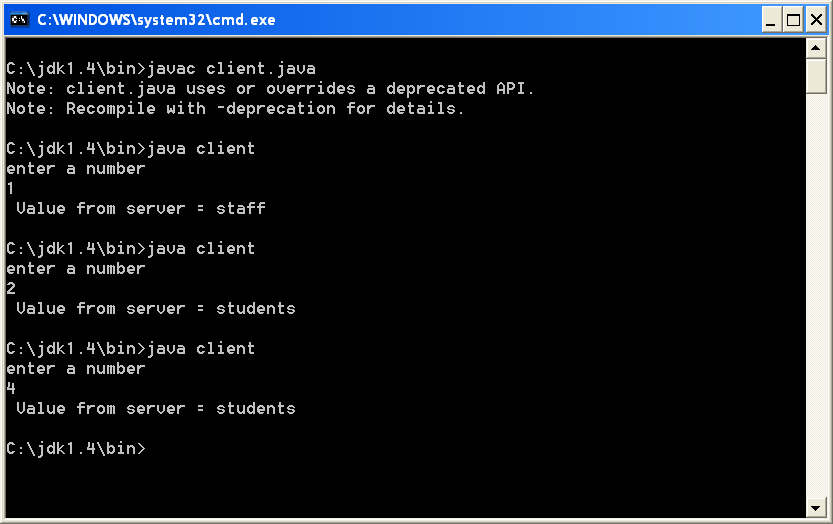 C:\WINDOWS\system32\cmd.exe
C:\jdk1.4\bin>javac client.java
Note: client.java uses or overrides a deprecated API.
Note: Recompile with -deprecation for details.
C:\jdk1.4\bin>java client
enter a number
1
Value from server = staff
C:\jdk1.4\bin>java client
enter a number
2
Value from server = students
C:\jdk1.4\bin>java client
enter a number
4
Value from server = students
C:\jdk1.4\bin>